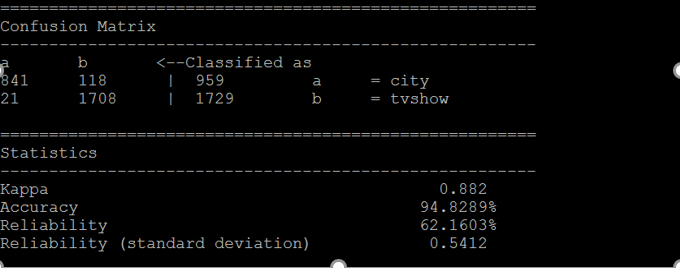 =======================================================
Confusion Matrix
-------------------------------------------------------
a b <--Classified as
841 118 | 959 a = city
21 1708 | 1729 b = tvshow
=======================================================
Statistics
-------------------------------------------------------
Kappa 0.882
Accuracy 94.8289%
Reliability 62.1603%
Reliability (standard deviation) 0.5412